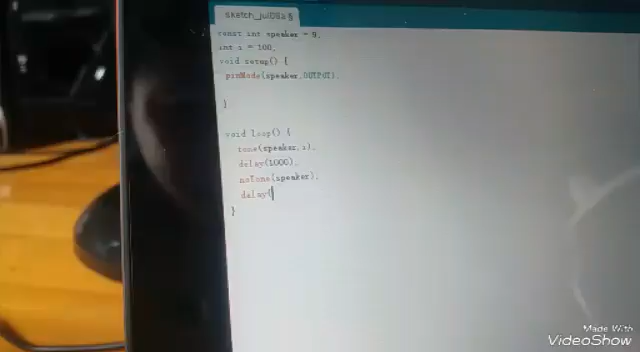 sketch_jul08a §
const int speaker = 9;
int i = 100;
void setup() {
pinMode(speaker,OUTPUT);
}
void loop() {
tone(speaker,i);
delay(1000);
noTone(speaker);
delay(
}
Made With
VideoShow